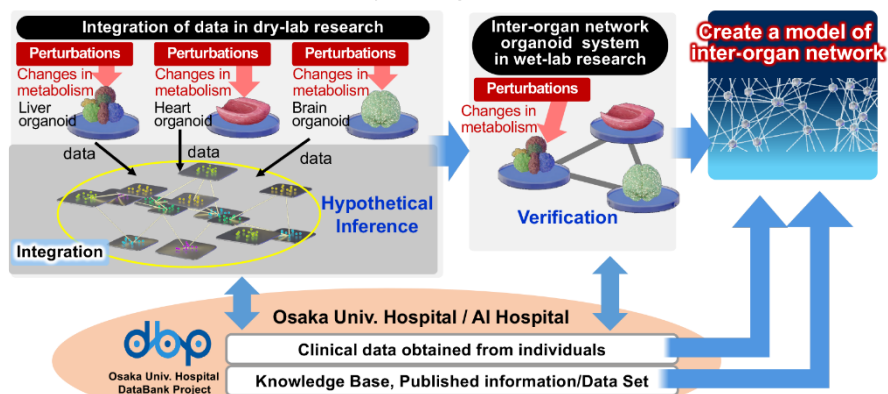 Integration of data in dry-lab research
Perturbations
Changes in
metabolism
Liver
organoid
Perturbations
Changes in
metabolism
Heart
organoid
Perturbations
Changes in
metabolism
Brain
organoid
data
data
data
Hypothetical
Inference
Integration
Inter-organ network
organoid system
in wet-lab research
Perturbations
Changes in
metabolism
Verification
Create a model of
inter-organ network
Osaka Univ. Hospital / AI Hospital
dbp
Osaka Univ. Hospital
DataBank Project
Clinical data obtained from individuals
Knowledge Base, Published information/Data Set